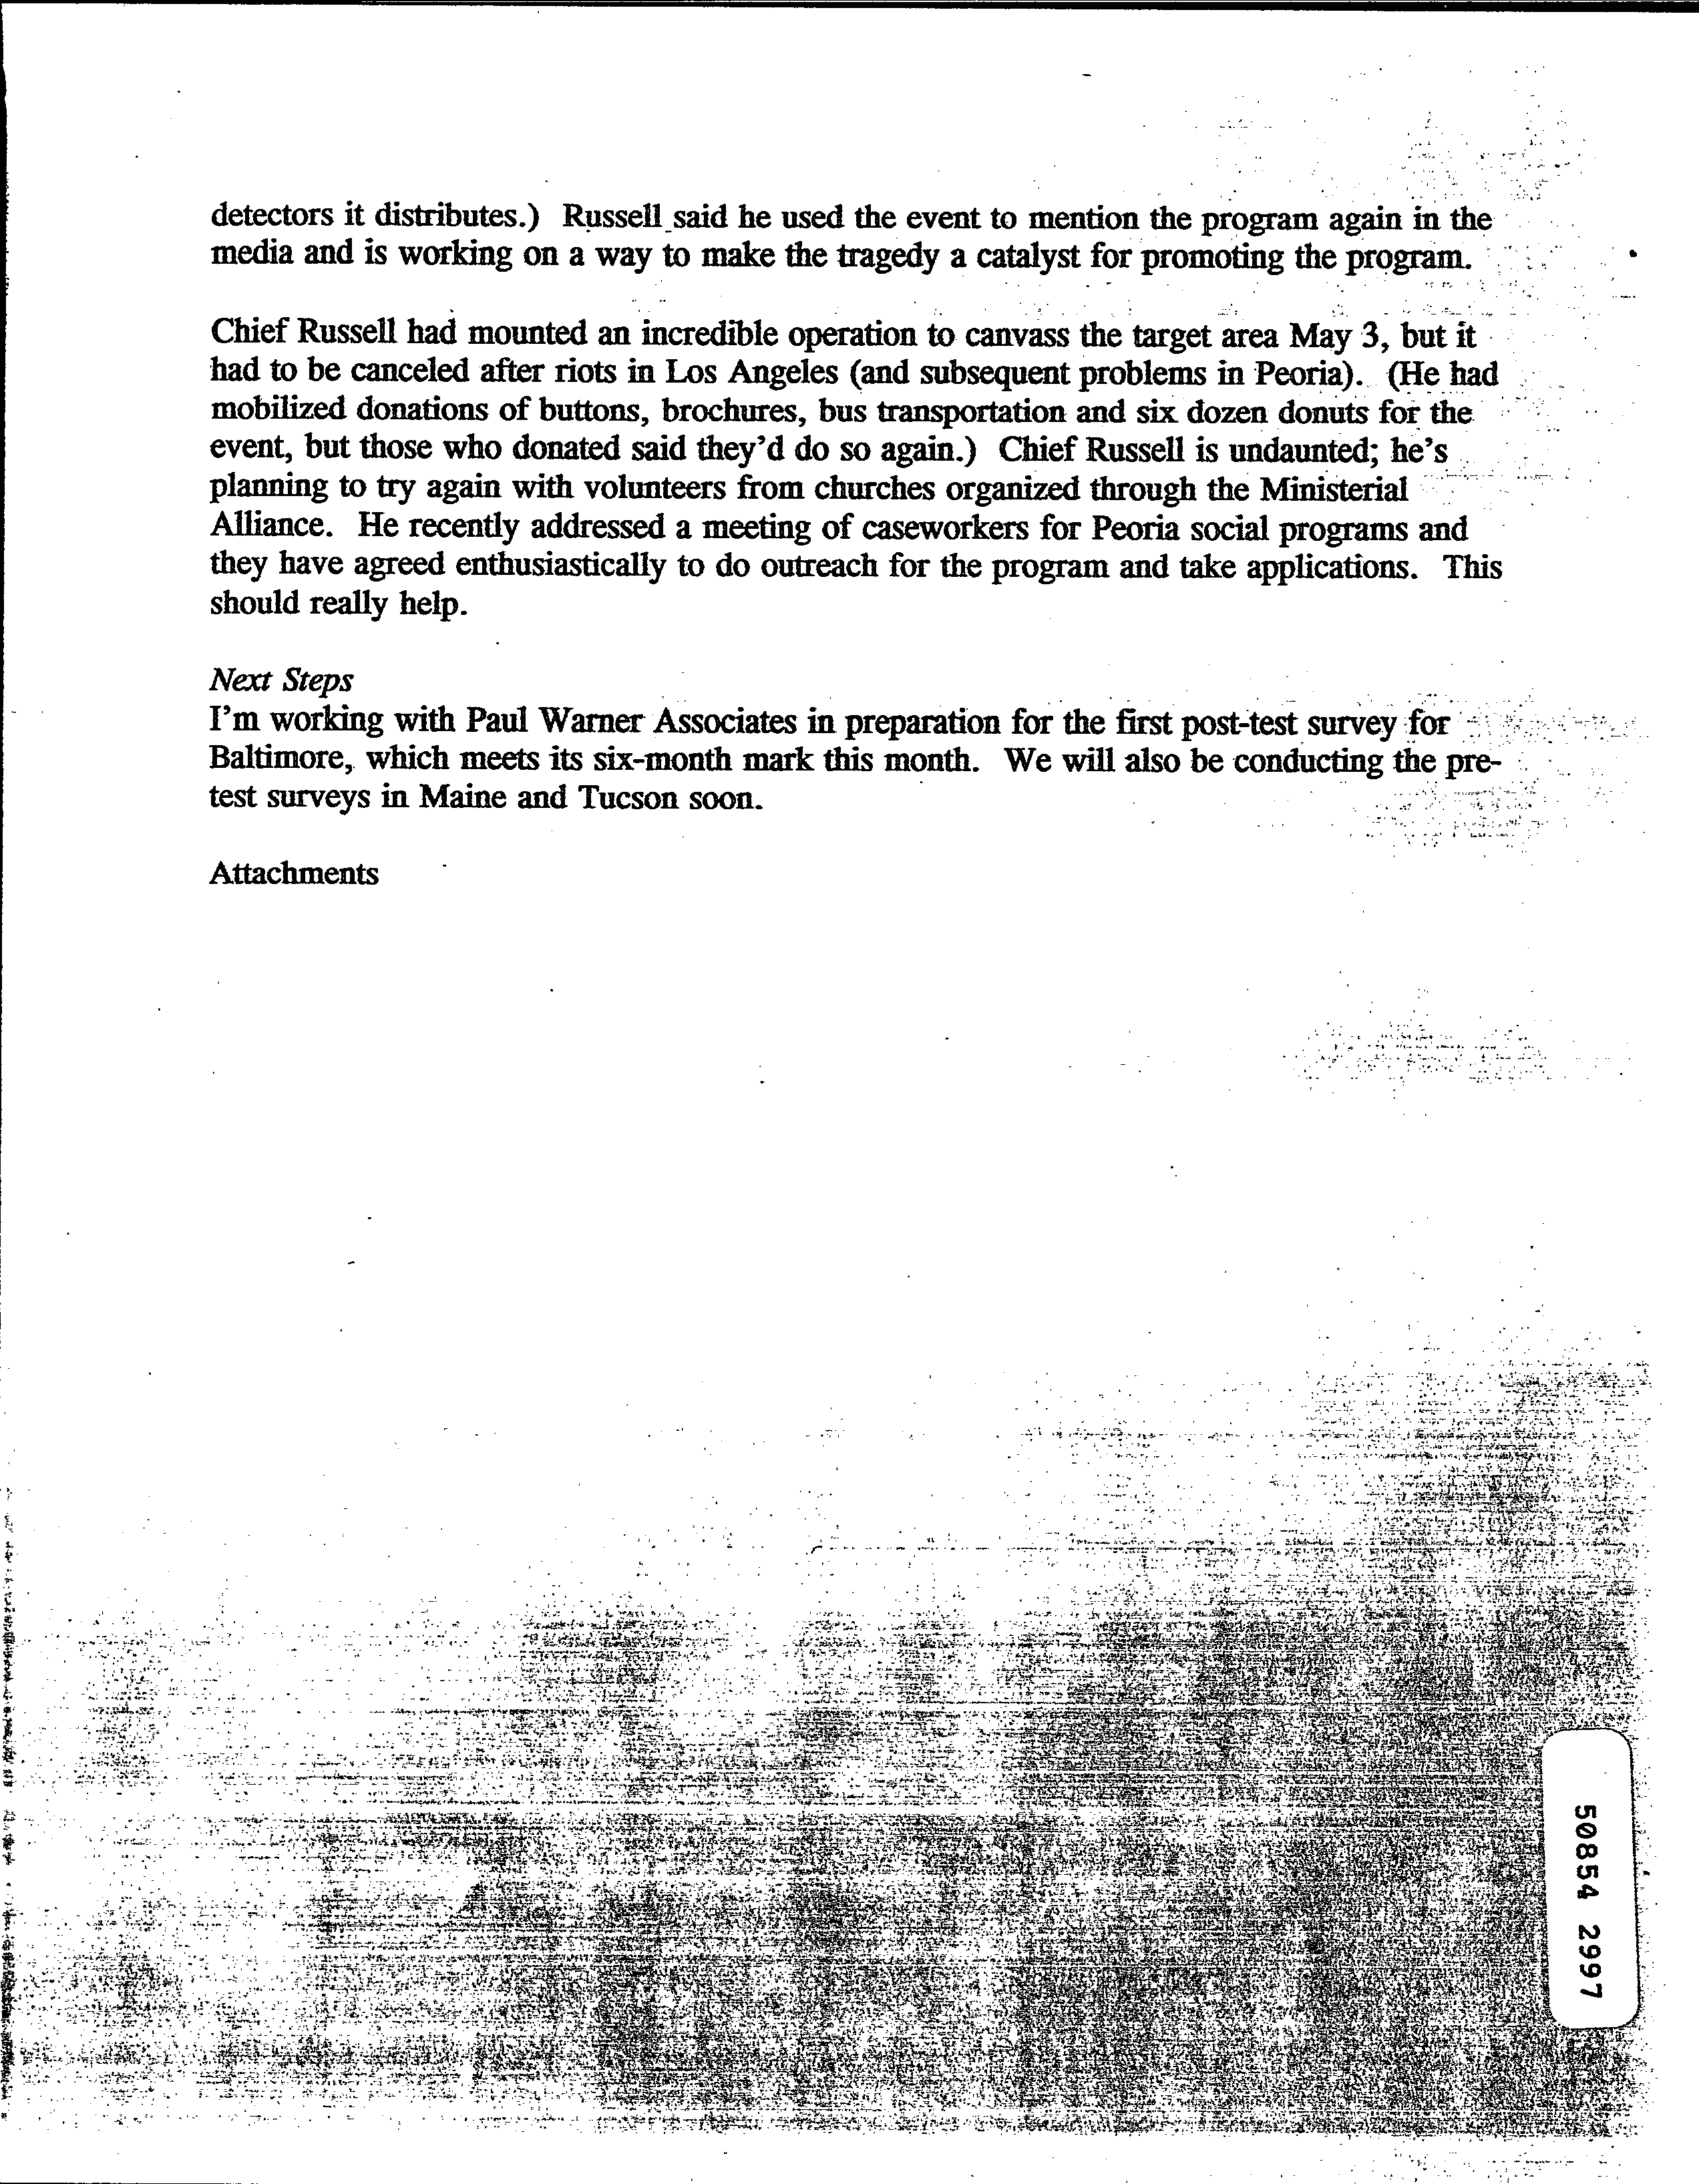 detectors it distributes.) Russell said he used the event to mention the program again in the
media and is working on a way to make the tragedy a catalyst for promoting the program.
Chief Russell had mounted an incredible operation to canvass the target area May 3, but it
had to be canceled after riots in Los Angeles (and subsequent problems in Peoria). (He had
mobilized donations of buttons, brochures, bus transportation and six dozen donuts for the
event, but those who donated said they'd do so again.) Chief Russell is undaunted; he's
planning to try again with volunteers from churches organized through the Ministerial
Alliance. He recently addressed a meeting of caseworkers for Peoria social programs and
they have agreed enthusiastically to do outreach for the program and take applications. This
should really help.
Next Steps
I'm working with Paul Warner Associates in preparation for the first post-test survey for
Baltimore, which meets its six-month mark this month. We will also be conducting the pre-
test surveys in Maine and Tucson soon.
Attachments
50854 2997